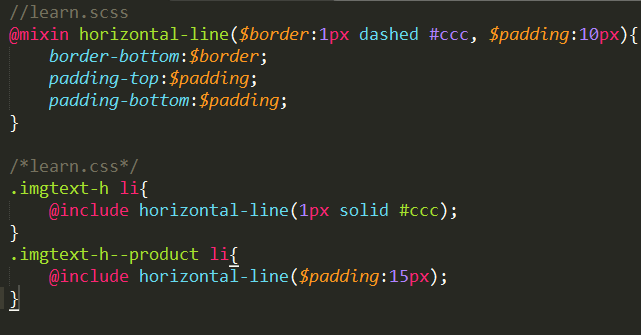 //learn.scss
@mixin horizontal-line($border:1px dashed #ccc, $padding:10px){
    border-bottom:$border;
    padding-top:$padding;
    padding-bottom:$padding;
}

/*learn.css*/
.imgtext-h li{
    @include horizontal-line(1px solid #ccc);
}
.imgtext-h--product li{
    @include horizontal-line($padding:15px);
}